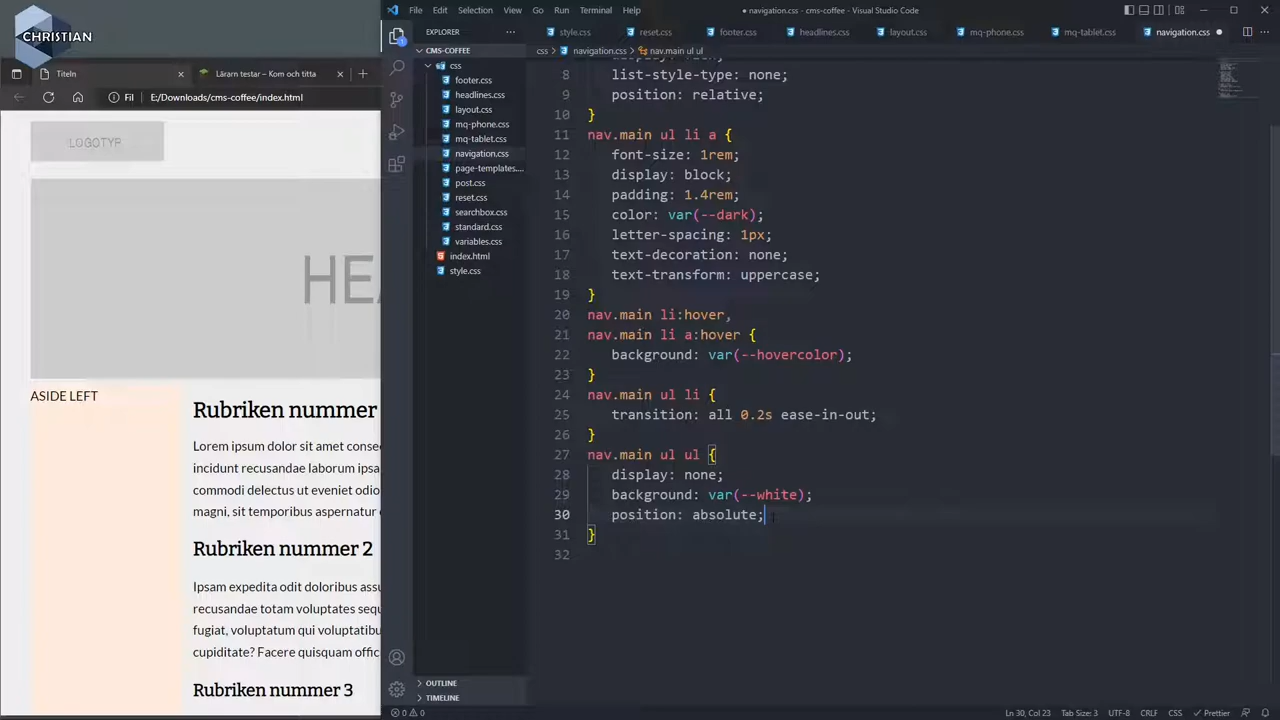 CHRISTIAN
Titeln
Lärarn testar – Kom och titta
Fil
E:/Downloads/cms-coffee/index.html
LOGOTYP
HEA
ASIDE LEFT
Rubriken nummer
Lorem ipsum dolor sit amet conse
incidunt recusandae laborum ipsa
commodi delectus ut eveniet odio
magni, sit temporibus aspernatur
Rubriken nummer 2
Ipsam expedita odit doloribus assu
recusandae totam voluptates sequ
fugiat, voluptatum qui voluptatibu
cupiditate? Facere quisquam offic
Rubriken nummer 3
File Edit Selection View Go Run Terminal Help
navigation.css - cms-coffee - Visual Studio Code
EXPLORER
style.css reset.css footer.css headlines.css layout.css mq-phone.css mq-tablet.css navigation.css
CMS-COFFEE
css > navigation.css > nav.main ul ul
css
footer.css
headlines.css
layout.css
mq-phone.css
mq-tablet.css
navigation.css
page-templates....
post.css
reset.css
searchbox.css
standard.css
variables.css
index.html
style.css
8 list-style-type: none;
9 position: relative;
10 }
11 nav.main ul li a {
12 font-size: 1rem;
13 display: block;
14 padding: 1.4rem;
15 color: var(--dark);
16 letter-spacing: 1px;
17 text-decoration: none;
18 text-transform: uppercase;
19 }
20 nav.main li:hover,
21 nav.main li a:hover {
22 background: var(--hovercolor);
23 }
24 nav.main ul li {
25 transition: all 0.2s ease-in-out;
26 }
27 nav.main ul ul {
28 display: none;
29 background: var(--white);
30 position: absolute;
31 }
32
OUTLINE
TIMELINE
0 0
Ln 30, Col 23 Tab Size: 3 UTF-8 CRLF CSS Prettier